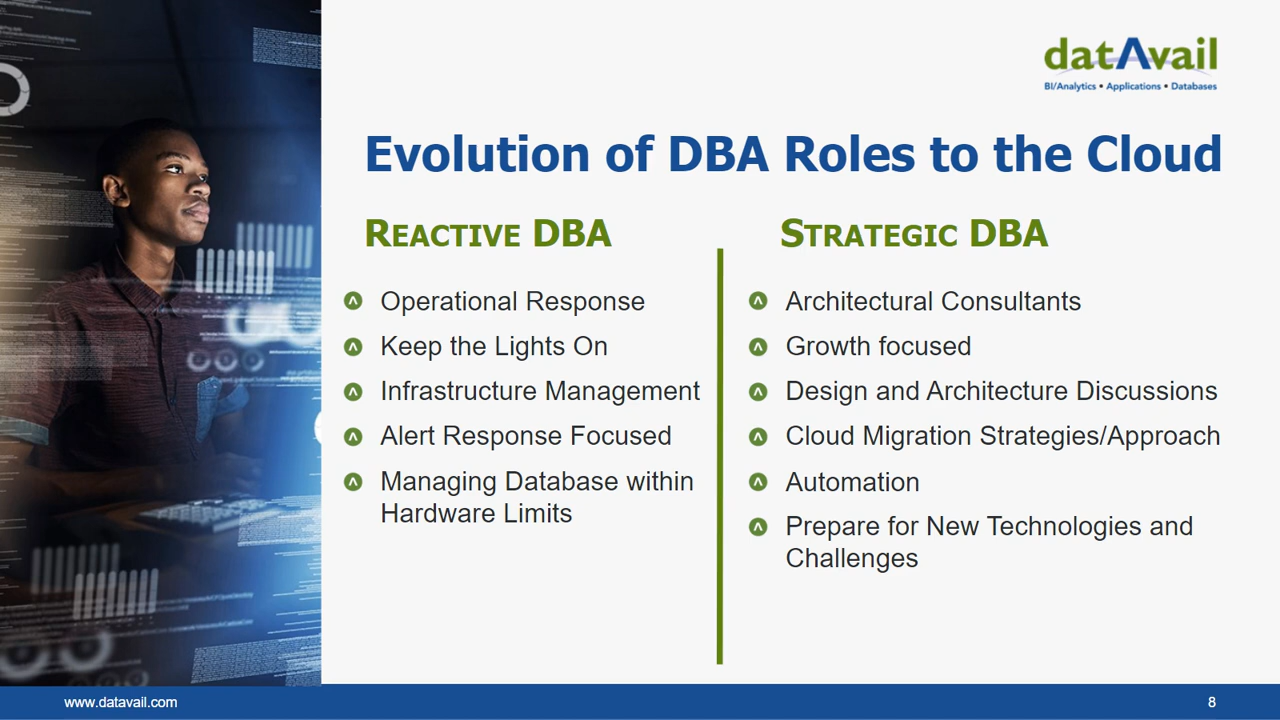 datAvail
BI/Analytics • Applications • Databases
Evolution of DBA Roles to the Cloud
REACTIVE DBA
Operational Response
Keep the Lights On
Infrastructure Management
Alert Response Focused
Managing Database within
Hardware Limits
STRATEGIC DBA
Architectural Consultants
Growth focused
Design and Architecture Discussions
Cloud Migration Strategies/Approach
Automation
Prepare for New Technologies and
Challenges
www.datavail.com
8